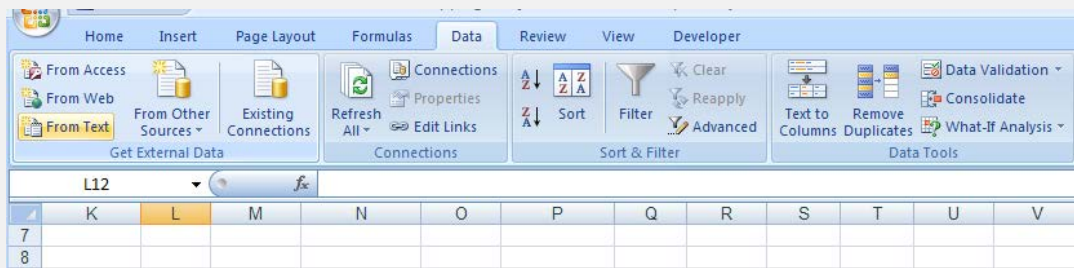 Home Insert Page Layout Formulas Data Review View Developer
From Access
From Web
From Text
From Other Sources
Existing Connections
Get External Data
Refresh All
Connections
Properties
Edit Links
Connections
A Z
Z A
A Z
Z A
Sort
Filter
Clear
Reapply
Advanced
Sort & Filter
Text to Columns
Remove Duplicates
Data Validation
Consolidate
What-If Analysis
Data Tools
L12 fx
K L M N O P Q R S T U V
7
8